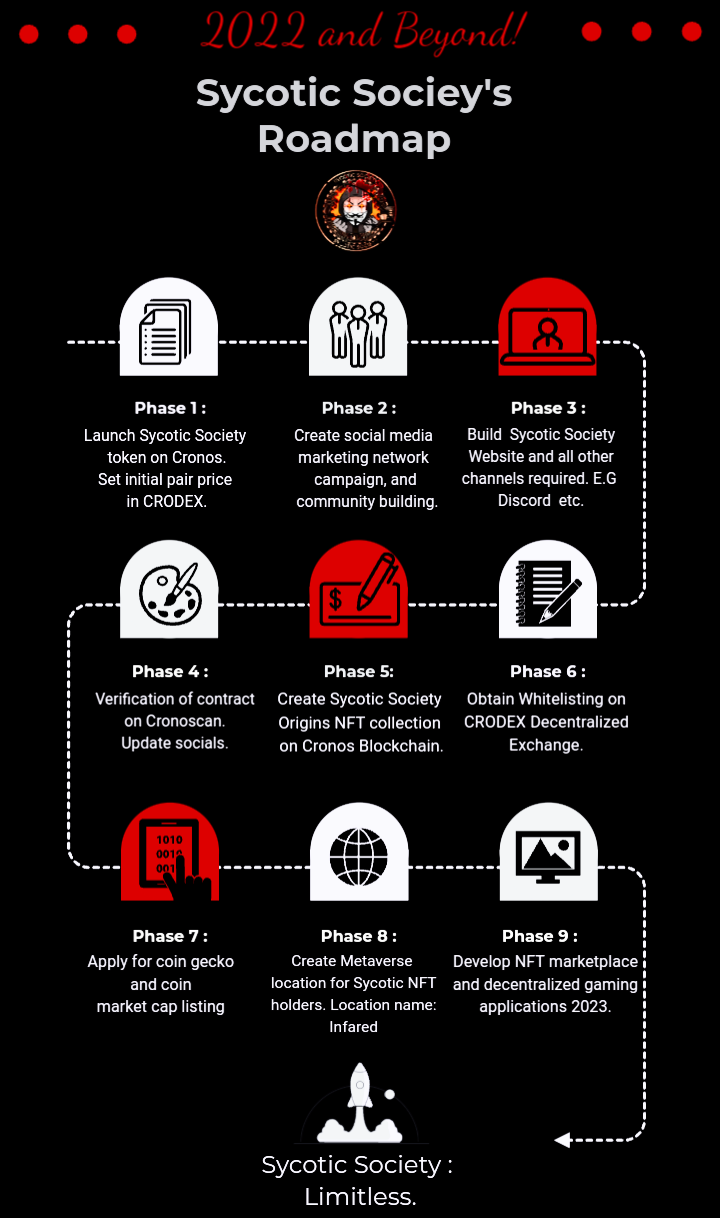 2022 and Beyond!
Sycotic Sociey's
Roadmap
Phase 1 :
Launch Sycotic Society
token on Cronos.
Set initial pair price
in CRODEX.
Phase 2 :
Create social media
marketing network
campaign, and
community building.
Phase 3 :
Build Sycotic Society
Website and all other
channels required. E.G
Discord etc.
$
Phase 4 :
Verification of contract
on Cronoscan.
Update socials.
Phase 5:
Create Sycotic Society
Origins NFT collection
on Cronos Blockchain.
Phase 6 :
Obtain Whitelisting on
CRODEX Decentralized
Exchange.
1010
0010
001
Phase 7 :
Apply for coin gecko
and coin
market cap listing
Phase 8 :
Create Metaverse
location for Sycotic NFT
holders. Location name:
Infared
Phase 9 :
Develop NFT marketplace
and decentralized gaming
applications 2023.
Sycotic Society :
Limitless.